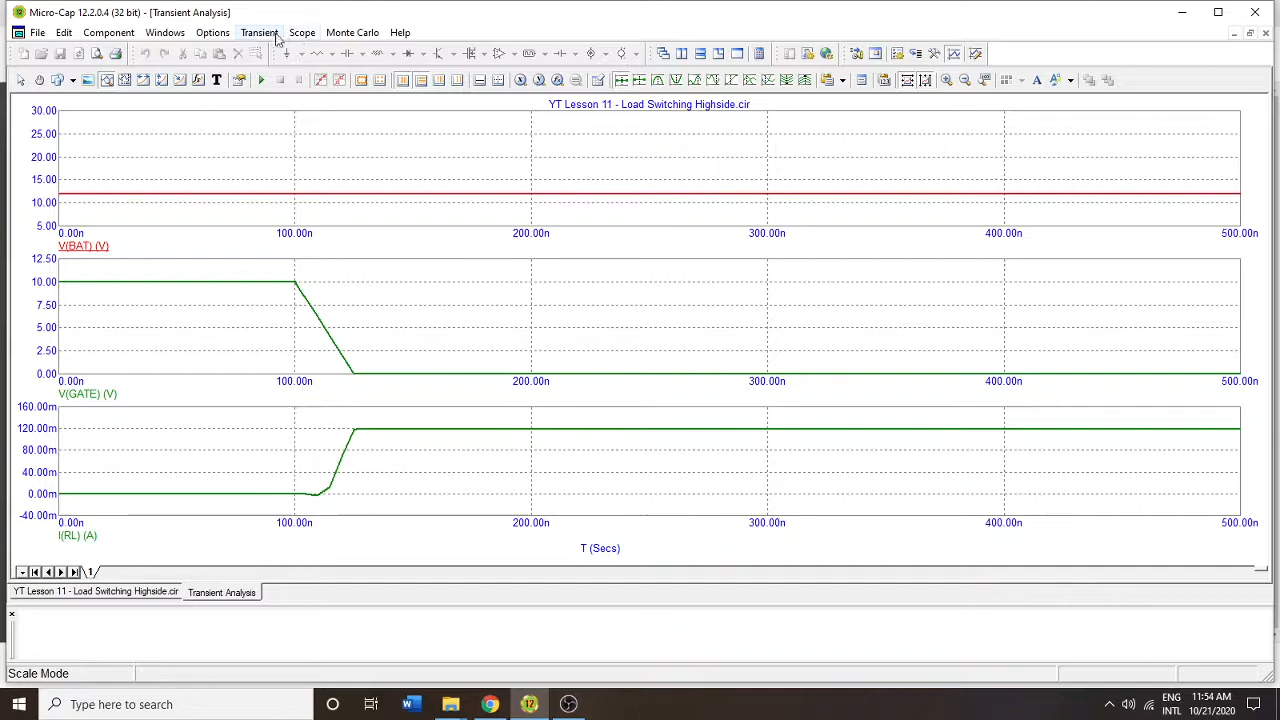 Micro-Cap 12.2.0.4 (32 bit) - [Transient Analysis]
File Edit Component Windows Options Transient Scope Monte Carlo Help
YT Lesson 11 - Load Switching Highside.cir
30.00
25.00
20.00
15.00
10.00
5.00
0.00n 100.00n 200.00n 300.00n 400.00n 500.00n
V(BAT) (V)
12.50
10.00
7.50
5.00
2.50
0.00
0.00n 100.00n 200.00n 300.00n 400.00n 500.00n
V(GATE) (V)
160.00m
120.00m
80.00m
40.00m
0.00m
-40.00m
0.00n 100.00n 200.00n 300.00n 400.00n 500.00n
I(RL) (A)
T (Secs)
1
YT Lesson 11 - Load Switching Highside.cir Transient Analysis
Scale Mode
Type here to search
ENG 11:54 AM
INTL 10/21/2020